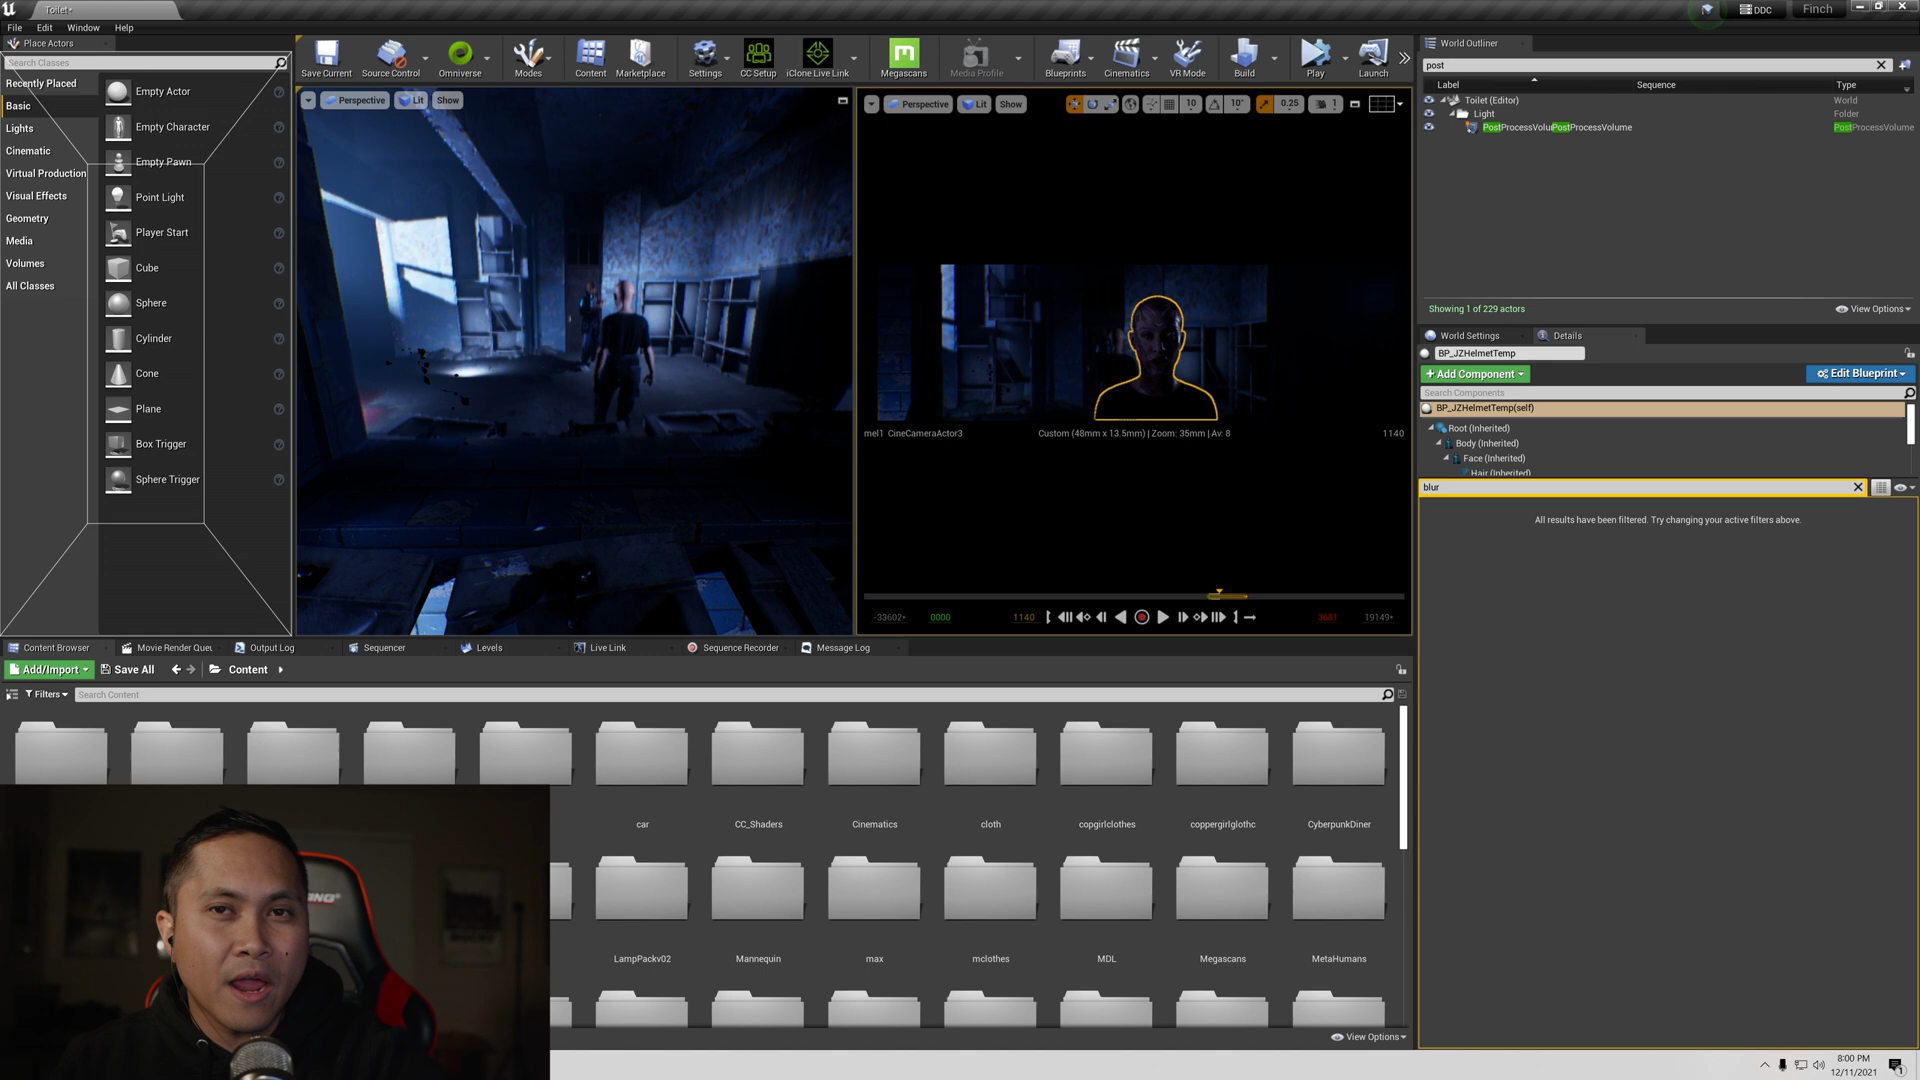 Toilet*
DDC
Finch
File Edit Window Help
Place Actors
Search Classes
Recently Placed
Basic
Lights
Cinematic
Virtual Production
Visual Effects
Geometry
Media
Volumes
All Classes
Empty Actor
Empty Character
Empty Pawn
Point Light
Player Start
Cube
Sphere
Cylinder
Cone
Plane
Box Trigger
Sphere Trigger
Save Current
Source Control
Omniverse
Modes
Content
Marketplace
Settings
CC Setup
iClone Live Link
Megascans
Media Profile
Blueprints
Cinematics
VR Mode
Build
Play
Launch
Perspective Lit Show
Perspective Lit Show 10 10° 0.25 1
mel1 CineCameraActor3 Custom (48mm x 13.5mm) | Zoom: 35mm | Av: 8 1140
-33602* 0000 1140 3681 19149*
World Outliner
post
Label Sequence Type
Toilet (Editor) World
Light Folder
PostProcessVoluPostProcessVolume PostProcessVolume
Showing 1 of 229 actors
View Options
World Settings Details
BP_JZHelmetTemp
+ Add Component
Edit Blueprint
Search Components
BP_JZHelmetTemp(self)
Root (Inherited)
Body (Inherited)
Face (Inherited)
Hair (Inherited)
blur
All results have been filtered. Try changing your active filters above.
Content Browser Movie Render Queu Output Log Sequencer Levels Live Link Sequence Recorder Message Log
Add/Import Save All Content
Filters Search Content
car
CC_Shaders
Cinematics
cloth
copgirlclothes
coppergirlglothc
CyberpunkDiner
LampPackv02
Mannequin
max
mclothes
MDL
Megascans
MetaHumans
View Options
8:00 PM
12/11/2021
1